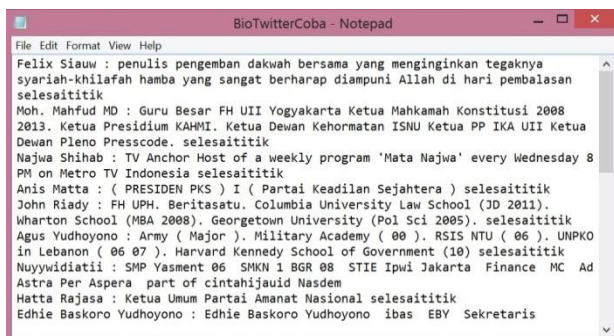 BioTwitterCoba - Notepad
File Edit Format View Help
Felix Siauw : penulis pengemban dakwah bersama yang menginginkan tegaknya
syariah-khilafah hamba yang sangat berharap diampuni Allah di hari pembalasan
selesaititik
Moh. Mahfud MD : Guru Besar FH UII Yogyakarta Ketua Mahkamah Konstitusi 2008
2013. Ketua Presidium KAHMI. Ketua Dewan Kehormatan ISNU Ketua PP IKA UII Ketua
Dewan Pleno Presscode. selesaititik
Najwa Shihab : TV Anchor Host of a weekly program 'Mata Najwa' every Wednesday 8
PM on Metro TV Indonesia selesaititik
Anis Matta : ( PRESIDEN PKS ) I ( Partai Keadilan Sejahtera ) selesaititik
John Riady : FH UPH. Beritasatu. Columbia University Law School (JD 2011).
Wharton School (MBA 2008). Georgetown University (Pol Sci 2005). selesaititik
Agus Yudhoyono : Army ( Major ). Military Academy ( 00 ). RSIS NTU ( 06 ). UNPKO
in Lebanon ( 06 07 ). Harvard Kennedy School of Government (10) selesaititik
Nuyywidiatii : SMP Yasment 06  SMKN 1 BGR 08  STIE Ipwi Jakarta  Finance  MC  Ad
Astra Per Aspera  part of cintahijauid Nasdem
Hatta Rajasa : Ketua Umum Partai Amanat Nasional selesaititik
Edhie Baskoro Yudhoyono : Edhie Baskoro Yudhoyono  ibas  EBY  Sekretaris